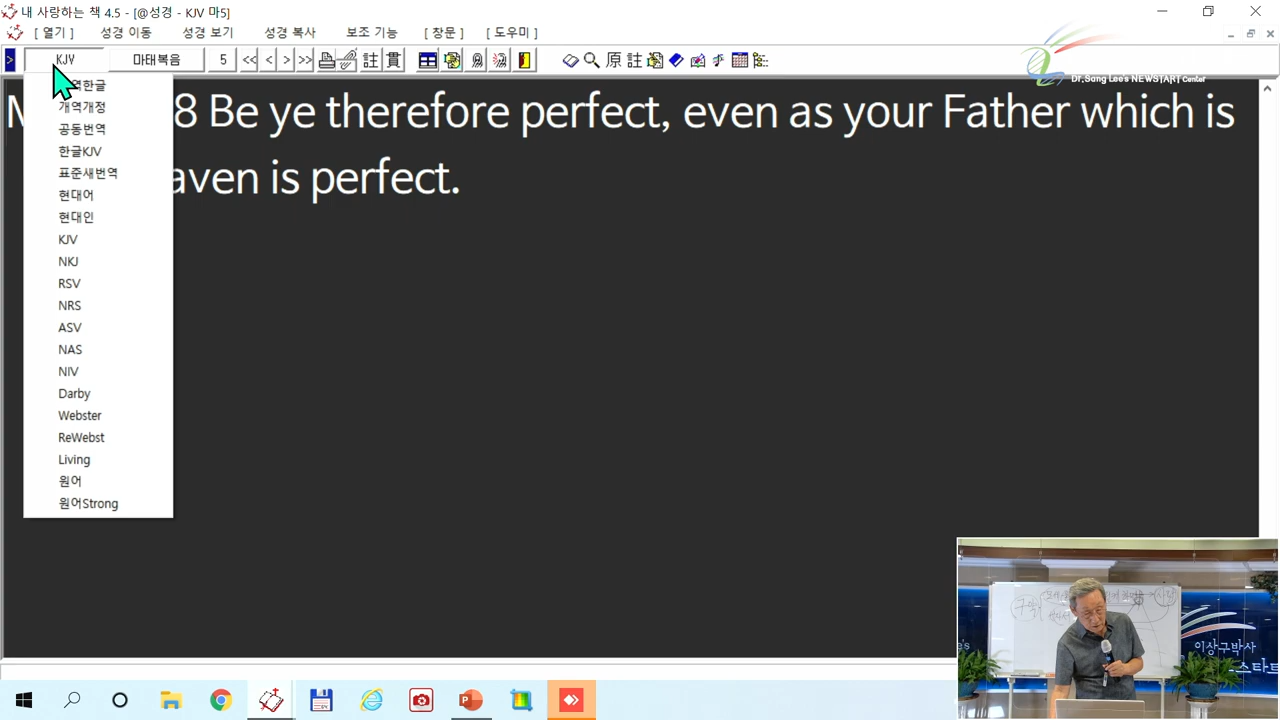 내 사랑하는 책 4.5 - [@성경 - KJV 마5]
[ 열기 ] 성경 이동 성경 보기 성경 복사 보조 기능 [ 창문 ] [ 도우미 ]
> KJV 마태복음 5 << < > >> 註 貫 原 註
Dr.Sang Lee's NEWSTART Center
8 Be ye therefore perfect, even as your Father which is
aven is perfect.
역한글
개역개정
공동번역
한글KJV
표준새번역
현대어
현대인
KJV
NKJ
RSV
NRS
ASV
NAS
NIV
Darby
Webster
ReWebst
Living
원어
원어Strong
구원
이상구박사
스타트